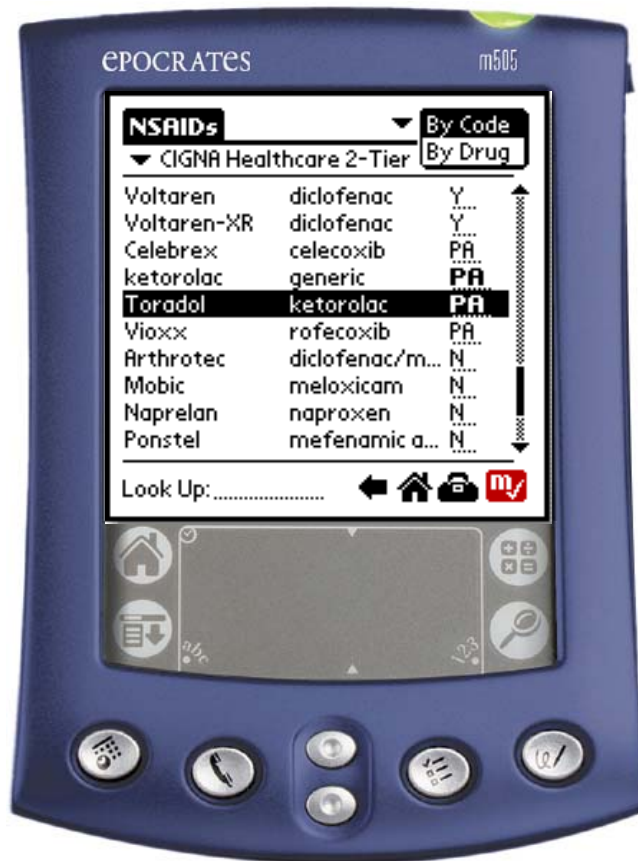 epocrates m505
NSAIDs By Code
CIGNA Healthcare 2-Tier By Drug
Voltaren diclofenac Y
Voltaren-XR diclofenac Y
Celebrex celecoxib PA
ketorolac generic PA
Toradol ketorolac PA
Vioxx rofecoxib PA
Arthrotec diclofenac/m... N
Mobic meloxicam N
Naprelan naproxen N
Ponstel mefenamic a... N
Look Up: m
abc 123